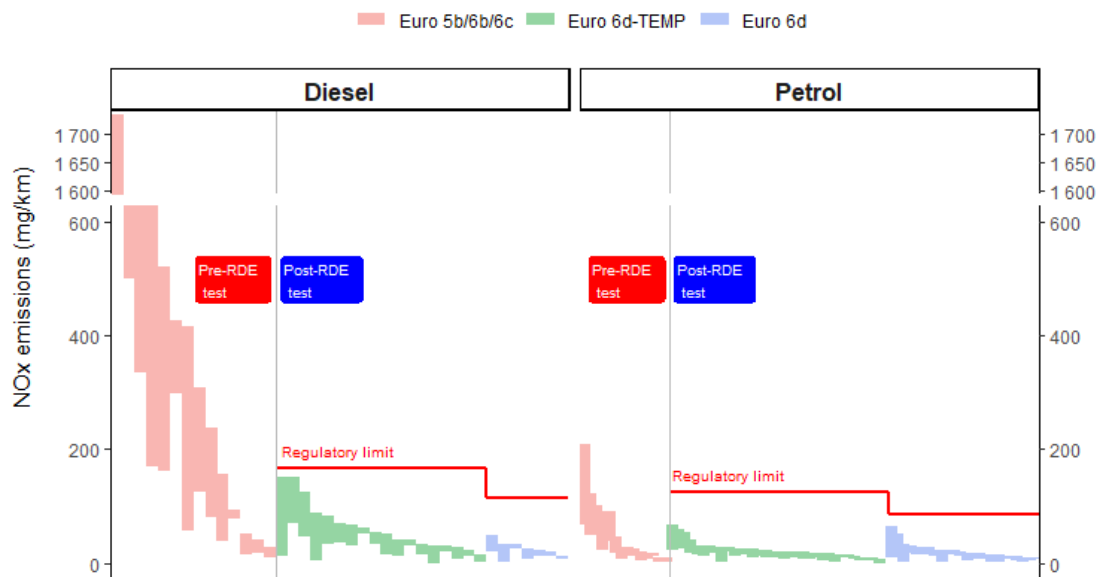 Euro 5b/6b/6c Euro 6d-TEMP Euro 6d
Diesel
Petrol
NOx emissions (mg/km)
1 700
1 650
1 600
600
400
200
0
Pre-RDE
test
Post-RDE
test
Regulatory limit
Pre-RDE
test
Post-RDE
test
Regulatory limit
1 700
1 650
1 600
600
400
200
0